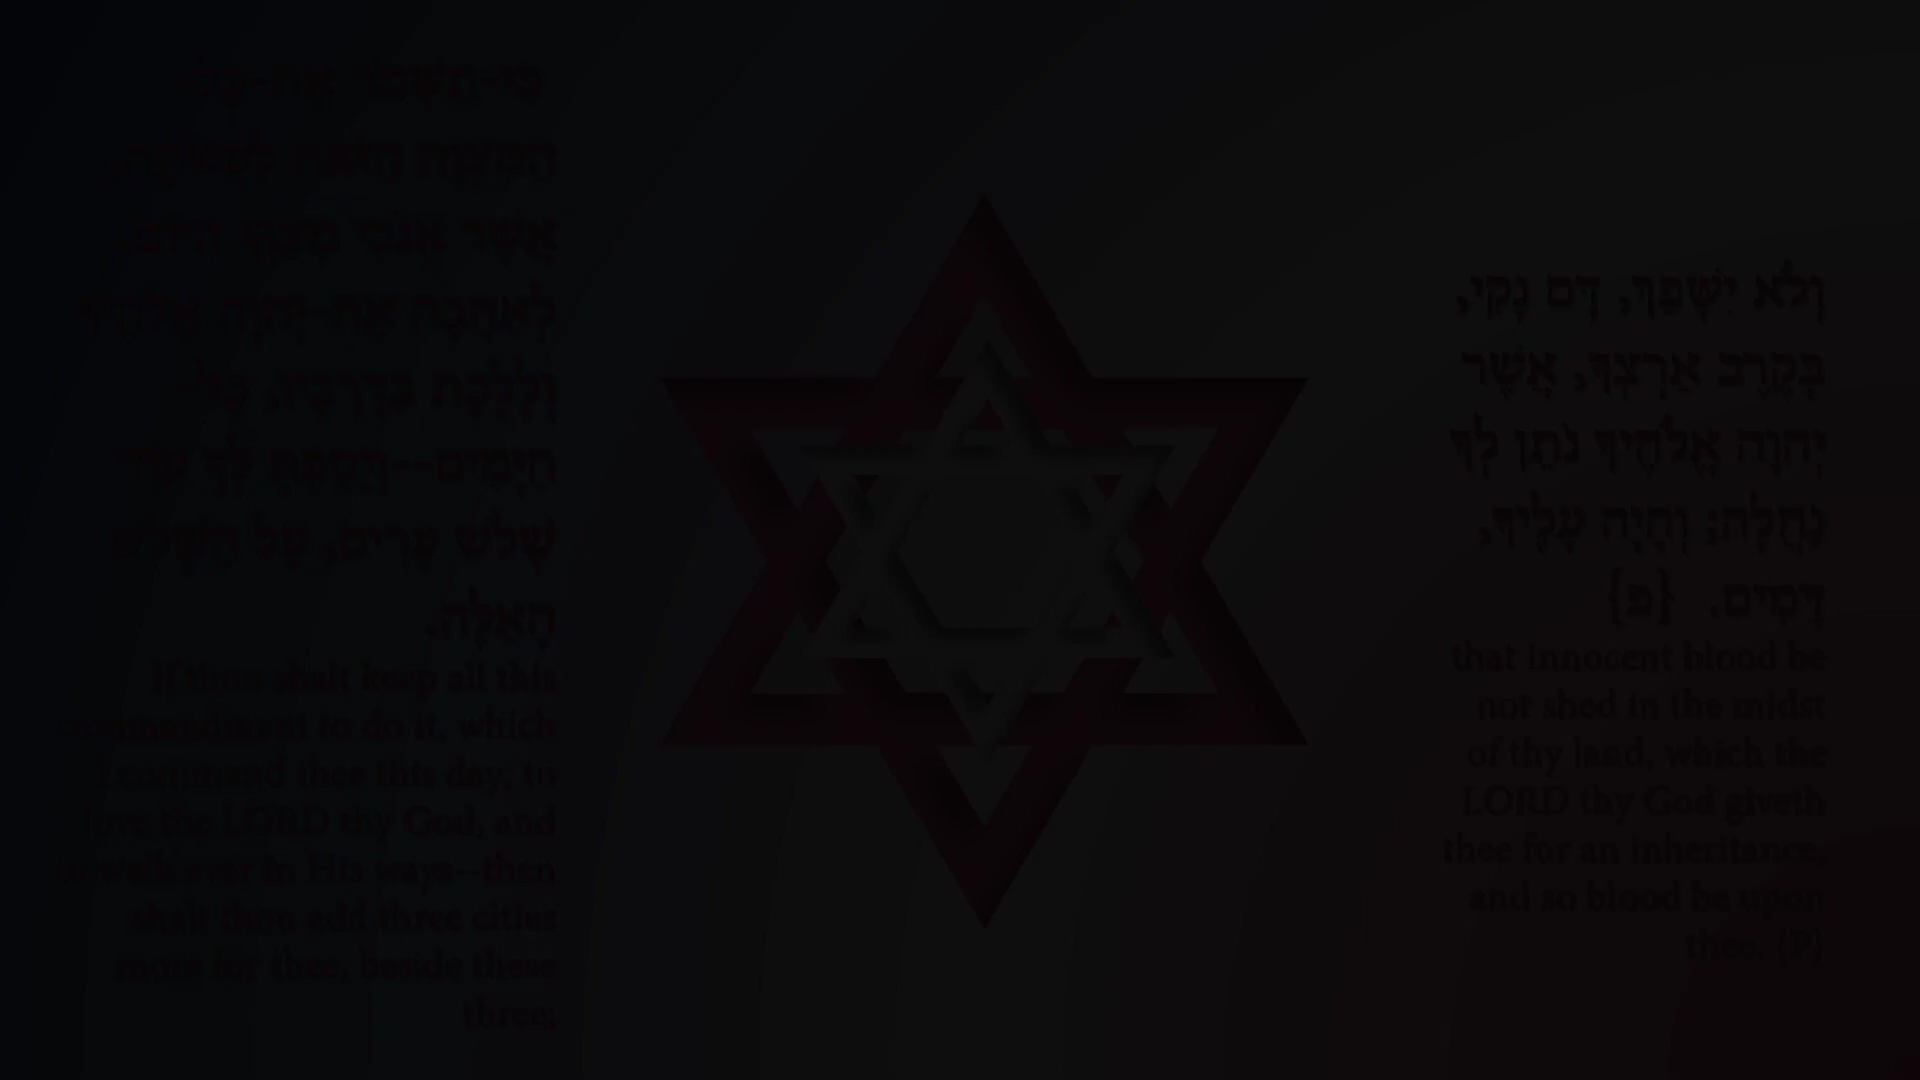 כִּי-תִשְׁמֹר אֶת-כָּל-
הַמִּצְוָה הַזֹּאת לַעֲשֹׂתָהּ,
אֲשֶׁר אָנֹכִי מְצַוְּךָ הַיּוֹם,
לְאַהֲבָה אֶת-יְהוָה אֱלֹהֶיךָ
וְלָלֶכֶת בִּדְרָכָיו, כָּל-
הַיָּמִים--וְיָסַפְתָּ לְךָ עוֹד
שָׁלֹשׁ עָרִים, עַל הַשָּׁלֹשׁ
הָאֵלֶּה.
If thou shalt keep all this
commandment to do it, which
I command thee this day, to
love the LORD thy God, and
to walk ever in His ways--then
shalt thou add three cities
more for thee, beside these
three;
וְלֹא יִשָּׁפֵךְ, דָּם נָקִי,
בְּקֶרֶב אַרְצְךָ, אֲשֶׁר
יְהוָה אֱלֹהֶיךָ נֹתֵן לְךָ
נַחֲלָה; וְהָיָה עָלֶיךָ,
דָּמִים. {פ}
that innocent blood be
not shed in the midst
of thy land, which the
LORD thy God giveth
thee for an inheritance,
and so blood be upon
thee. {P}